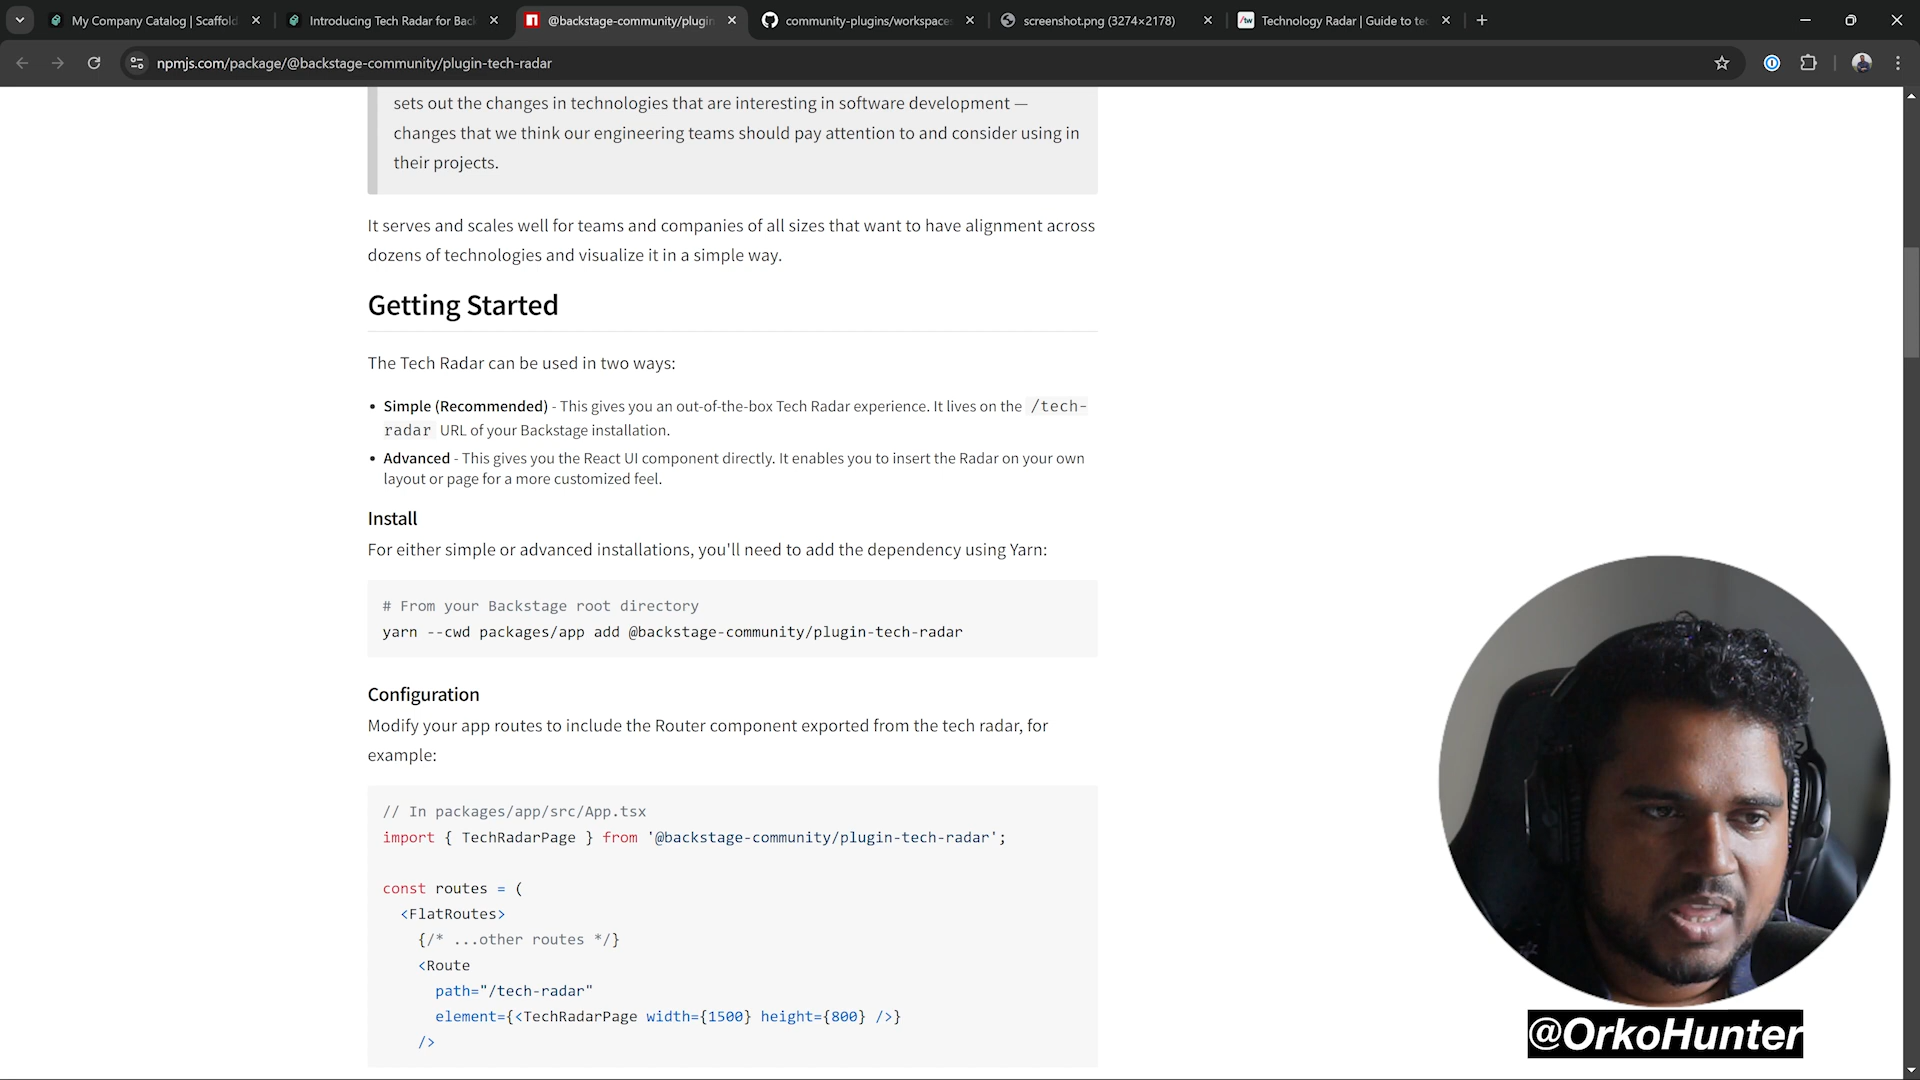 My Company Catalog | Scaffold
Introducing Tech Radar for Back
@backstage-community/plugin
community-plugins/workspaces
screenshot.png (3274×2178)
Technology Radar | Guide to te
npmjs.com/package/@backstage-community/plugin-tech-radar
sets out the changes in technologies that are interesting in software development —
changes that we think our engineering teams should pay attention to and consider using in
their projects.
It serves and scales well for teams and companies of all sizes that want to have alignment across
dozens of technologies and visualize it in a simple way.
Getting Started
The Tech Radar can be used in two ways:
• Simple (Recommended) - This gives you an out-of-the-box Tech Radar experience. It lives on the /tech-
radar URL of your Backstage installation.
• Advanced - This gives you the React UI component directly. It enables you to insert the Radar on your own
layout or page for a more customized feel.
Install
For either simple or advanced installations, you'll need to add the dependency using Yarn:
# From your Backstage root directory
yarn --cwd packages/app add @backstage-community/plugin-tech-radar
Configuration
Modify your app routes to include the Router component exported from the tech radar, for
example:
// In packages/app/src/App.tsx
import { TechRadarPage } from '@backstage-community/plugin-tech-radar';
const routes = (
<FlatRoutes>
{/* ...other routes */}
<Route
path="/tech-radar"
element={<TechRadarPage width={1500} height={800} />}
/>
@OrkoHunter